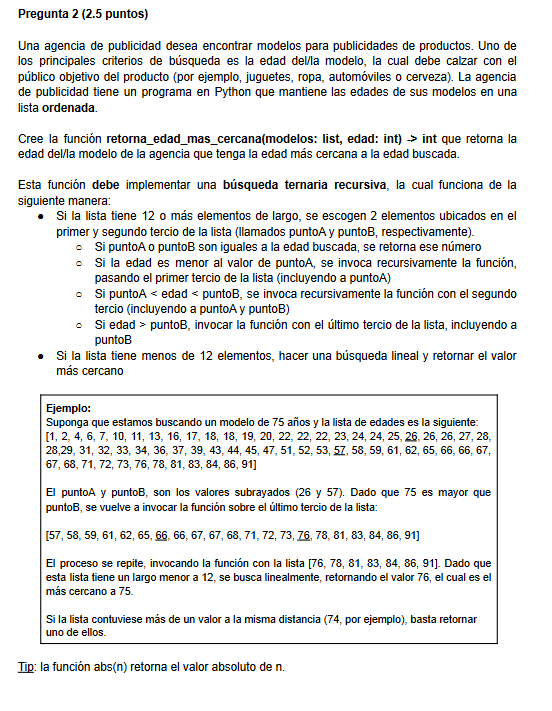 Pregunta 2 (2.5 puntos)
Una agencia de publicidad desea encontrar modelos para publicidades de productos. Uno de
los principales criterios de búsqueda es la edad del/la modelo, la cual debe calzar con el
público objetivo del producto (por ejemplo, juguetes, ropa, automóviles o cerveza). La agencia
de publicidad tiene un programa en Python que mantiene las edades de sus modelos en una
lista ordenada.
Cree la función retorna_edad_mas_cercana(modelos: list, edad: int) -> int que retorna la
edad del/la modelo de la agencia que tenga la edad más cercana a la edad buscada.
Esta función debe implementar una búsqueda ternaria recursiva, la cual funciona de la
siguiente manera:
● Si la lista tiene 12 o más elementos de largo, se escogen 2 elementos ubicados en el
primer y segundo tercio de la lista (llamados puntoA y puntoB, respectivamente).
○ Si puntoA o puntoB son iguales a la edad buscada, se retorna ese número
○ Si la edad es menor al valor de puntoA, se invoca recursivamente la función,
pasando el primer tercio de la lista (incluyendo a puntoA)
○ Si puntoA < edad < puntoB, se invoca recursivamente la función con el segundo
tercio (incluyendo a puntoA y puntoB)
○ Si edad > puntoB, invocar la función con el último tercio de la lista, incluyendo a
puntoB
● Si la lista tiene menos de 12 elementos, hacer una búsqueda lineal y retornar el valor
más cercano
Ejemplo:
Suponga que estamos buscando un modelo de 75 años y la lista de edades es la siguiente:
[1, 2, 4, 6, 7, 10, 11, 13, 16, 17, 18, 18, 19, 20, 22, 22, 22, 23, 24, 24, 25, 26, 26, 26, 27, 28,
28,29, 31, 32, 33, 34, 36, 37, 39, 43, 44, 45, 47, 51, 52, 53, 57, 58, 59, 61, 62, 65, 66, 66, 67,
67, 68, 71, 72, 73, 76, 78, 81, 83, 84, 86, 91]
El puntoA y puntoB, son los valores subrayados (26 y 57). Dado que 75 es mayor que
puntoB, se vuelve a invocar la función sobre el último tercio de la lista:
[57, 58, 59, 61, 62, 65, 66, 66, 67, 67, 68, 71, 72, 73, 76, 78, 81, 83, 84, 86, 91]
El proceso se repite, invocando la función con la lista [76, 78, 81, 83, 84, 86, 91]. Dado que
esta lista tiene un largo menor a 12, se busca linealmente, retornando el valor 76, el cual es el
más cercano a 75.
Si la lista contuviese más de un valor a la misma distancia (74, por ejemplo), basta retornar
uno de ellos.
Tip: la función abs(n) retorna el valor absoluto de n.